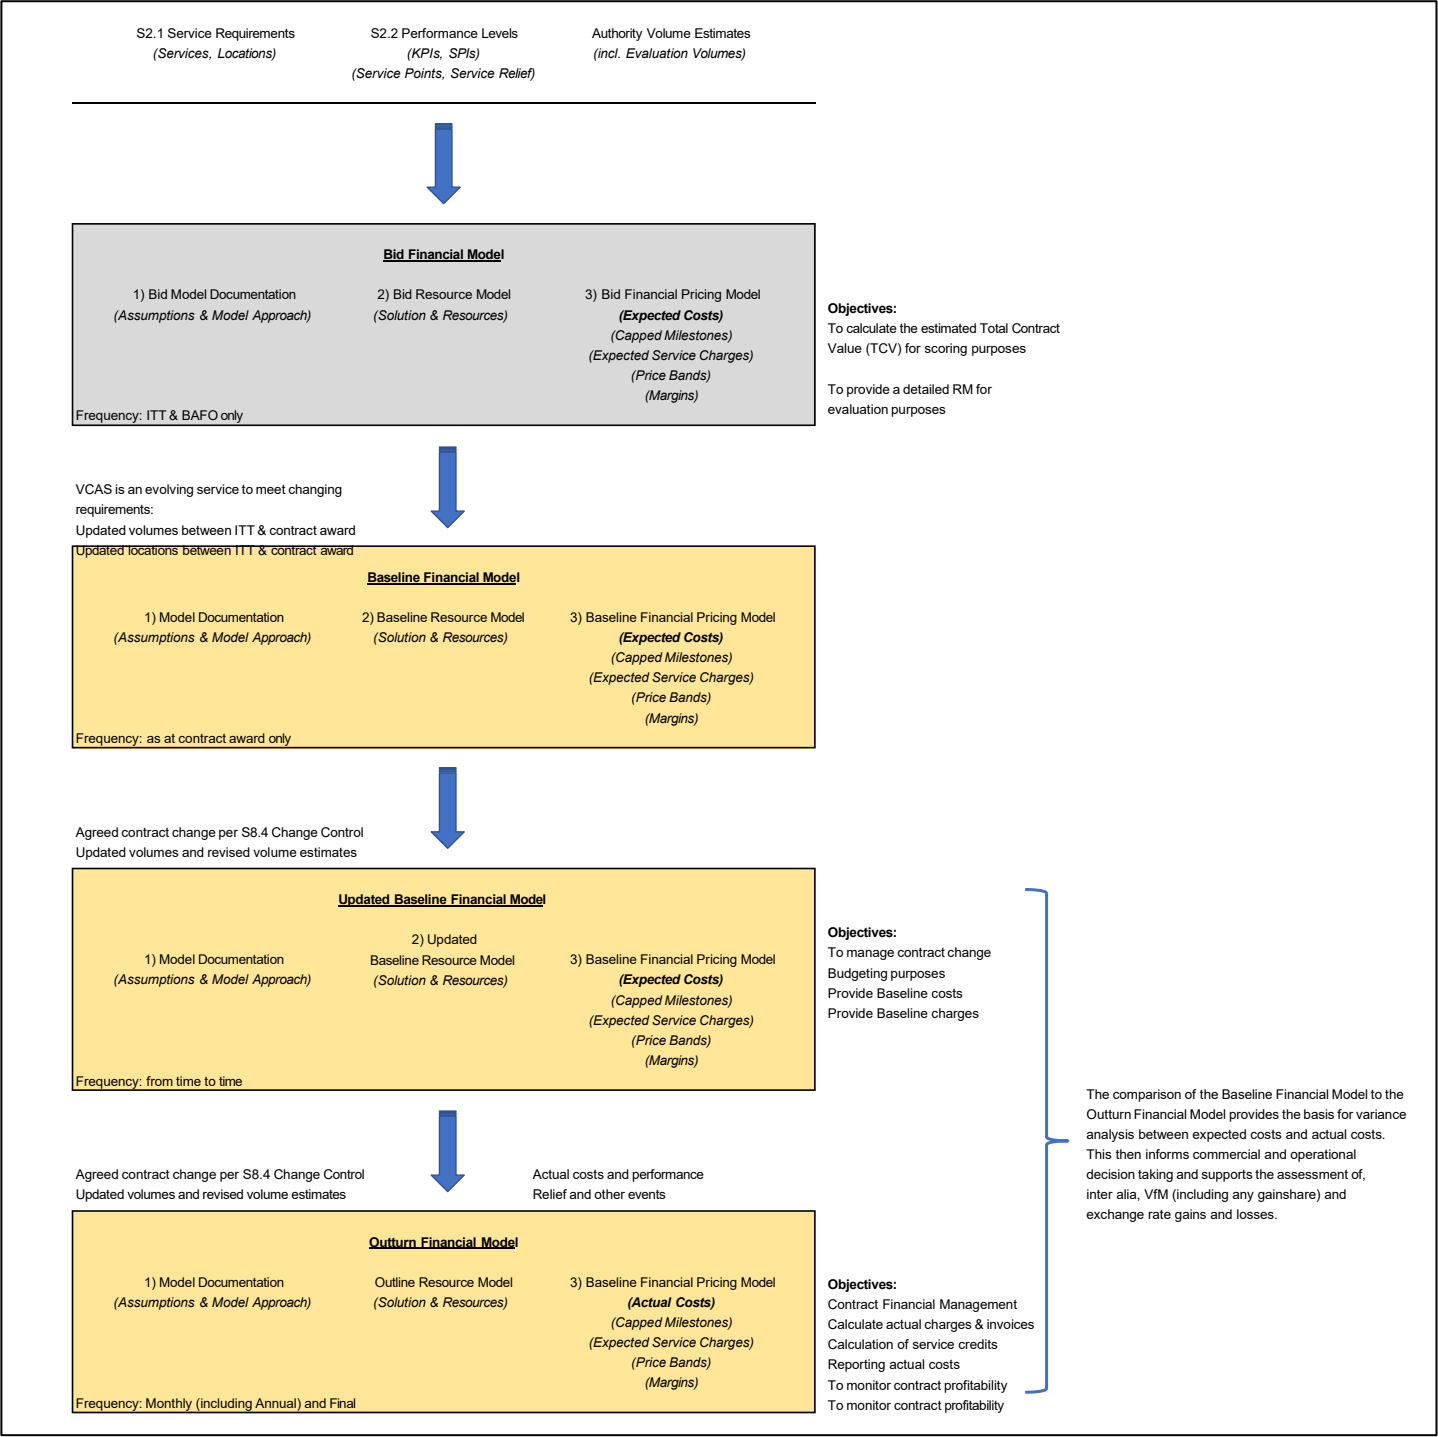 S2.1 Service Requirements
(Services, Locations)
S2.2 Performance Levels
(KPIs, SPIs)
(Service Points, Service Relief)
Authority Volume Estimates
(incl. Evaluation Volumes)
Bid Financial Model
1) Bid Model Documentation
(Assumptions & Model Approach)
2) Bid Resource Model
(Solution & Resources)
3) Bid Financial Pricing Model
(Expected Costs)
(Capped Milestones)
(Expected Service Charges)
(Price Bands)
(Margins)
Frequency: ITT & BAFO only
Objectives:
To calculate the estimated Total Contract
Value (TCV) for scoring purposes
To provide a detailed RM for
evaluation purposes
VCAS is an evolving service to meet changing
requirements:
Updated volumes between ITT & contract award
Updated locations between ITT & contract award
Baseline Financial Model
1) Model Documentation
(Assumptions & Model Approach)
2) Baseline Resource Model
(Solution & Resources)
3) Baseline Financial Pricing Model
(Expected Costs)
(Capped Milestones)
(Expected Service Charges)
(Price Bands)
(Margins)
Frequency: as at contract award only
Agreed contract change per S8.4 Change Control
Updated volumes and revised volume estimates
Updated Baseline Financial Model
1) Model Documentation
(Assumptions & Model Approach)
2) Updated
Baseline Resource Model
(Solution & Resources)
3) Baseline Financial Pricing Model
(Expected Costs)
(Capped Milestones)
(Expected Service Charges)
(Price Bands)
(Margins)
Frequency: from time to time
Objectives:
To manage contract change
Budgeting purposes
Provide Baseline costs
Provide Baseline charges
The comparison of the Baseline Financial Model to the
Outturn Financial Model provides the basis for variance
analysis between expected costs and actual costs.
This then informs commercial and operational
decision taking and supports the assessment of,
inter alia, VfM (including any gainshare) and
exchange rate gains and losses.
Agreed contract change per S8.4 Change Control
Updated volumes and revised volume estimates
Actual costs and performance
Relief and other events
Outturn Financial Model
1) Model Documentation
(Assumptions & Model Approach)
Outline Resource Model
(Solution & Resources)
3) Baseline Financial Pricing Model
(Actual Costs)
(Capped Milestones)
(Expected Service Charges)
(Price Bands)
(Margins)
Frequency: Monthly (including Annual) and Final
Objectives:
Contract Financial Management
Calculate actual charges & invoices
Calculation of service credits
Reporting actual costs
To monitor contract profitability
To monitor contract profitability